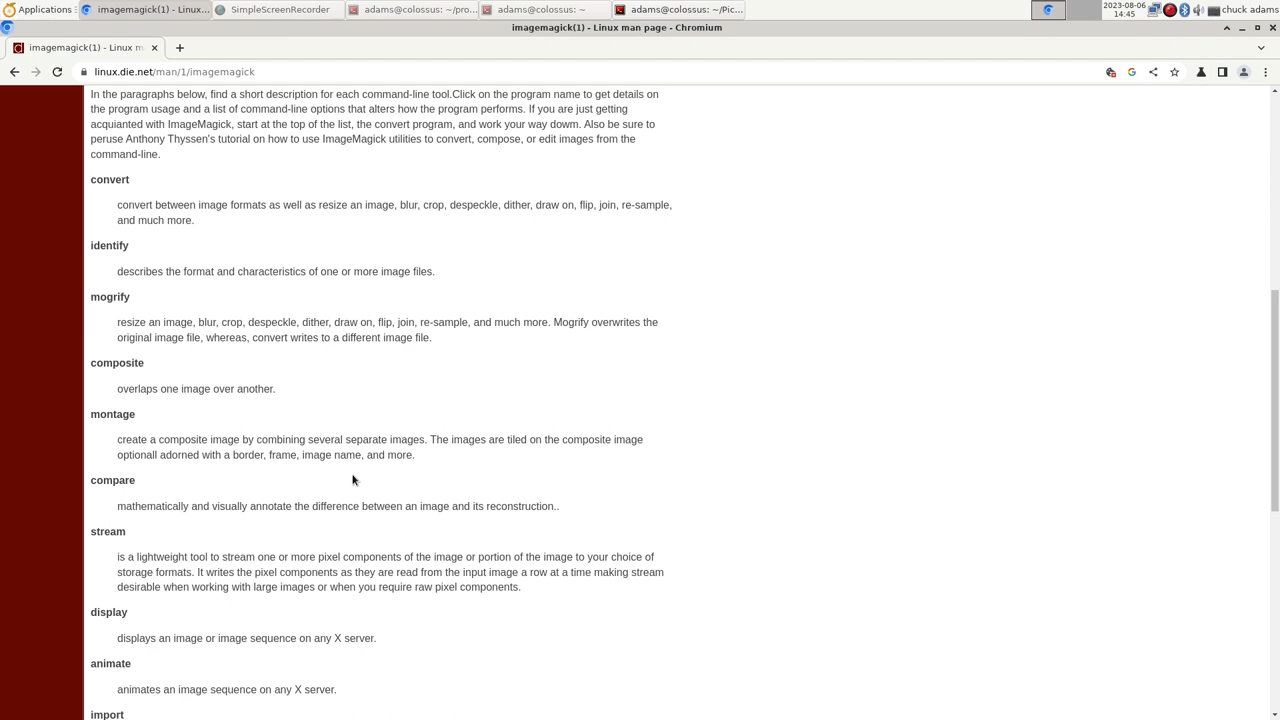 Applications
imagemagick(1) - Linux...
SimpleScreenRecorder
adams@colossus: ~/pro...
adams@colossus: ~
adams@colossus: ~/Pic...
2023-08-06
14:45
chuck adams
imagemagick(1) - Linux man page - Chromium
imagemagick(1) - Linux m
linux.die.net/man/1/imagemagick
In the paragraphs below, find a short description for each command-line tool.Click on the program name to get details on
the program usage and a list of command-line options that alters how the program performs. If you are just getting
acquianted with ImageMagick, start at the top of the list, the convert program, and work your way down. Also be sure to
peruse Anthony Thyssen's tutorial on how to use ImageMagick utilities to convert, compose, or edit images from the
command-line.
convert
convert between image formats as well as resize an image, blur, crop, despeckle, dither, draw on, flip, join, re-sample,
and much more.
identify
describes the format and characteristics of one or more image files.
mogrify
resize an image, blur, crop, despeckle, dither, draw on, flip, join, re-sample, and much more. Mogrify overwrites the
original image file, whereas, convert writes to a different image file.
composite
overlaps one image over another.
montage
create a composite image by combining several separate images. The images are tiled on the composite image
optionall adorned with a border, frame, image name, and more.
compare
mathematically and visually annotate the difference between an image and its reconstruction..
stream
is a lightweight tool to stream one or more pixel components of the image or portion of the image to your choice of
storage formats. It writes the pixel components as they are read from the input image a row at a time making stream
desirable when working with large images or when you require raw pixel components.
display
displays an image or image sequence on any X server.
animate
animates an image sequence on any X server.
import